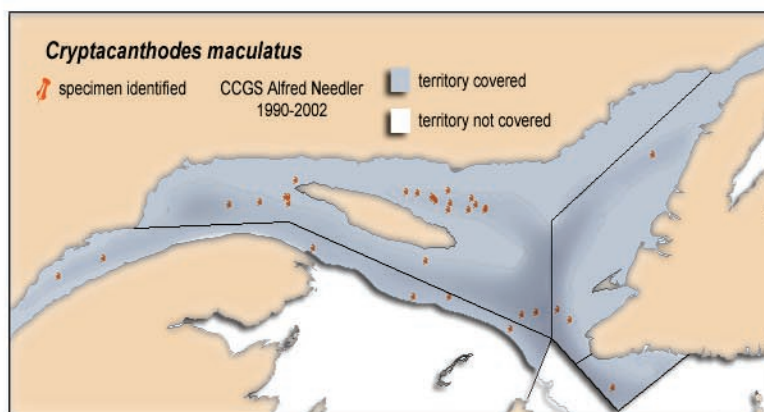 Cryptacanthodes maculatus
specimen identified
CCGS Alfred Needler
1990-2002
territory covered
territory not covered